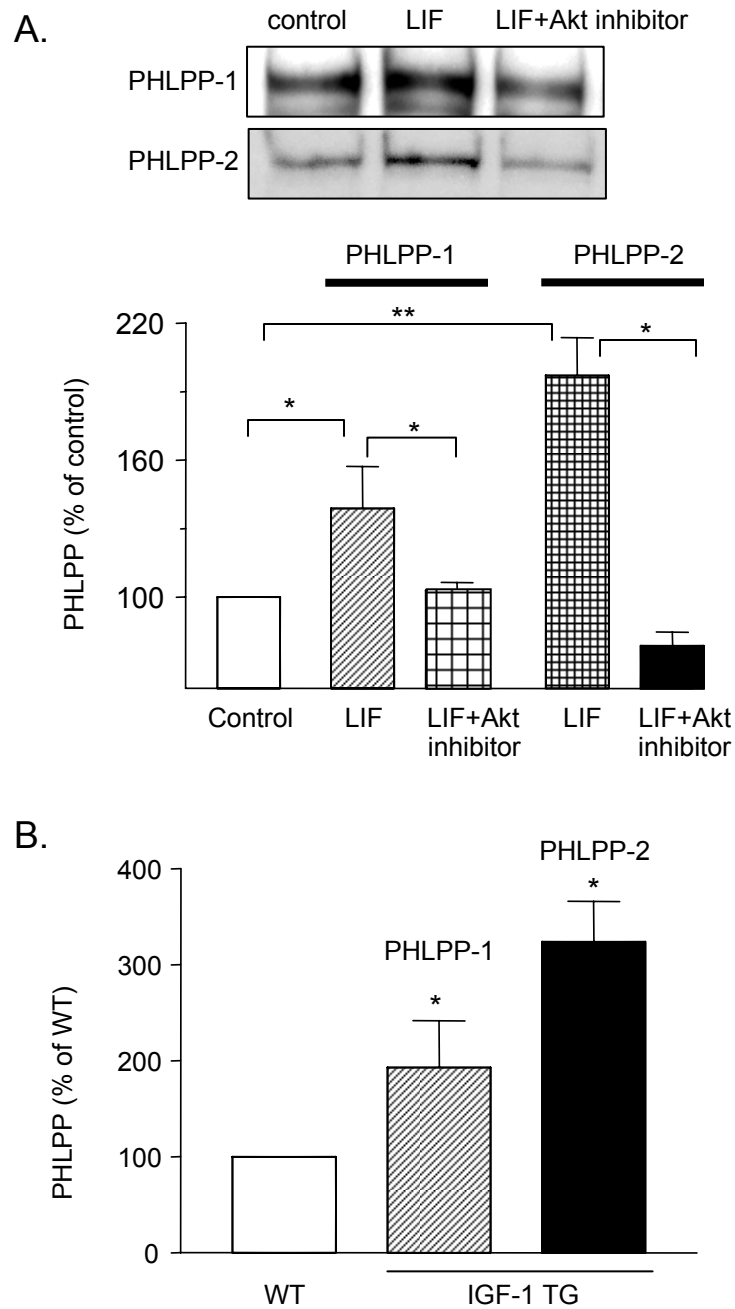 A.
control LIF LIF+Akt inhibitor
PHLPP-1
PHLPP-2
PHLPP-1 PHLPP-2
PHLPP (% of control)
220
160
100
**
*
*
*
Control LIF LIF+Akt inhibitor LIF LIF+Akt inhibitor
B.
PHLPP (% of WT)
400
300
200
100
0
PHLPP-1
*
PHLPP-2
*
WT IGF-1 TG